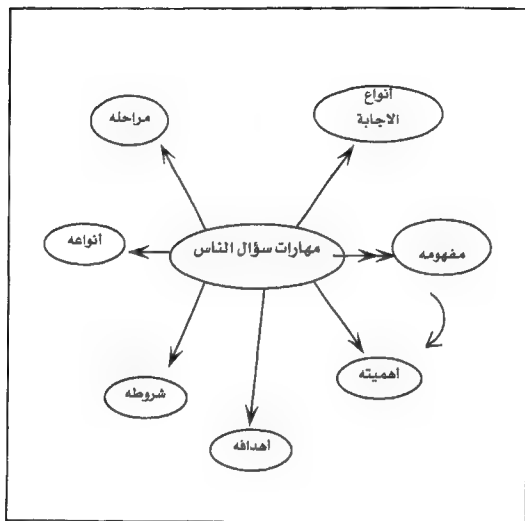 أنواع
الاجابة
مراحله
مهارات سؤال الناس
أنواعه
مفهومه
أهميته
شروطه
أهدافه